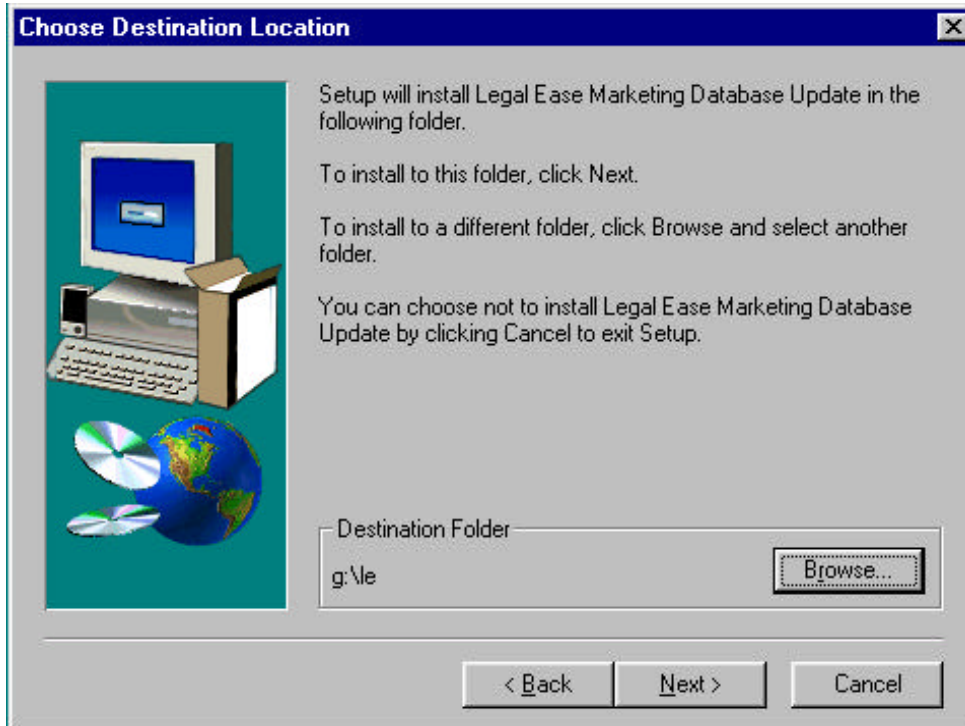 Choose Destination Location
Setup will install Legal Ease Marketing Database Update in the
following folder.
To install to this folder, click Next.
To install to a different folder, click Browse and select another
folder.
You can choose not to install Legal Ease Marketing Database
Update by clicking Cancel to exit Setup.
Destination Folder
g:\le
Browse...
< Back
Next >
Cancel